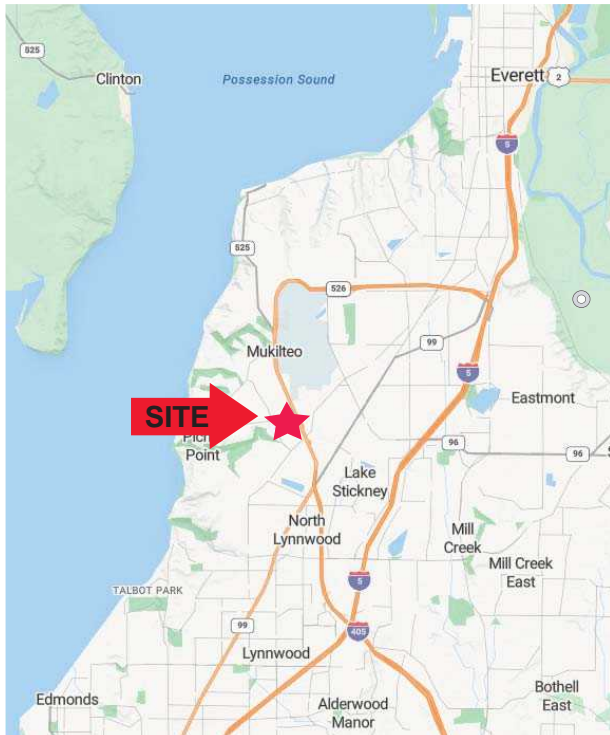 525
Clinton
Possession Sound
Everett
2
5
525
526
Mukilteo
99
5
Eastmont
SITE
Point
96
96
Lake
Stickney
North
Lynnwood
Mill
Creek
Mill Creek
East
TALBOT PARK
5
99
405
Lynnwood
Edmonds
Alderwood
Manor
Bothell
East